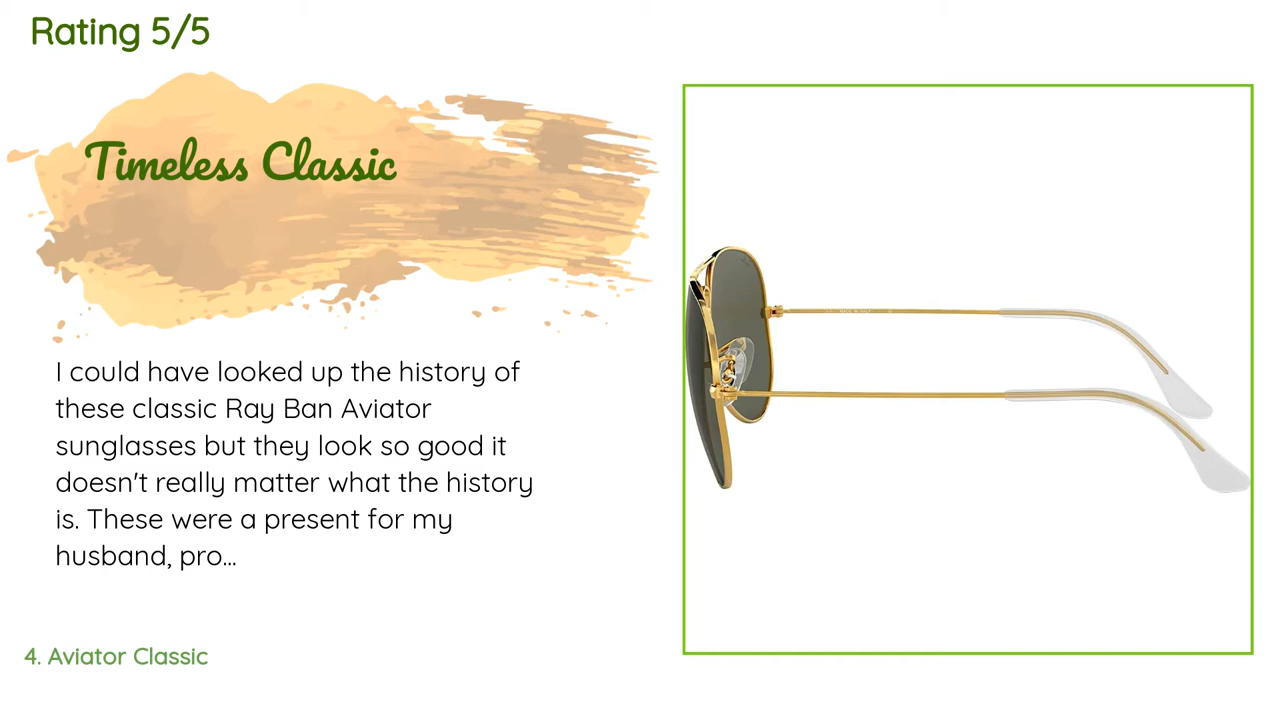 Rating 5/5
Timeless Classic
I could have looked up the history of
these classic Ray Ban Aviator
sunglasses but they look so good it
doesn't really matter what the history
is. These were a present for my
husband, pro...
4. Aviator Classic